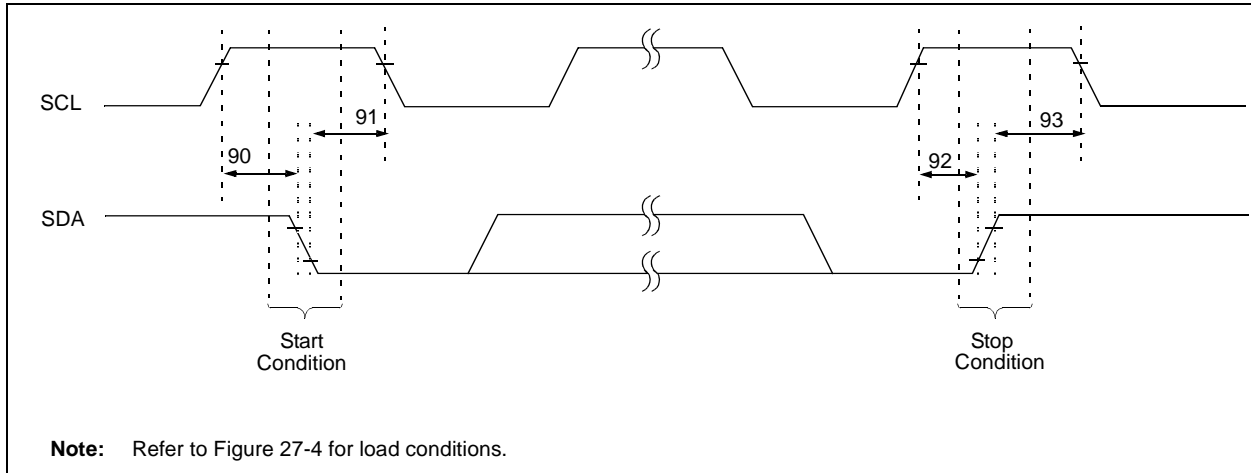 SCL
91
93
90
92
SDA
Start
Condition
Stop
Condition
Note: Refer to Figure 27-4 for load conditions.